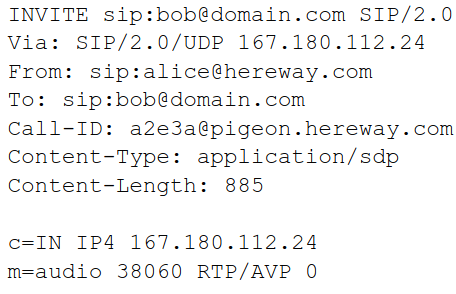 INVITE sip:bob@domain.com SIP/2.0
Via: SIP/2.0/UDP 167.180.112.24
From: sip:alice@hereway.com
To: sip:bob@domain.com
Call-ID: a2e3a@pigeon.hereway.com
Content-Type: application/sdp
Content-Length: 885

c=IN IP4 167.180.112.24
m=audio 38060 RTP/AVP 0